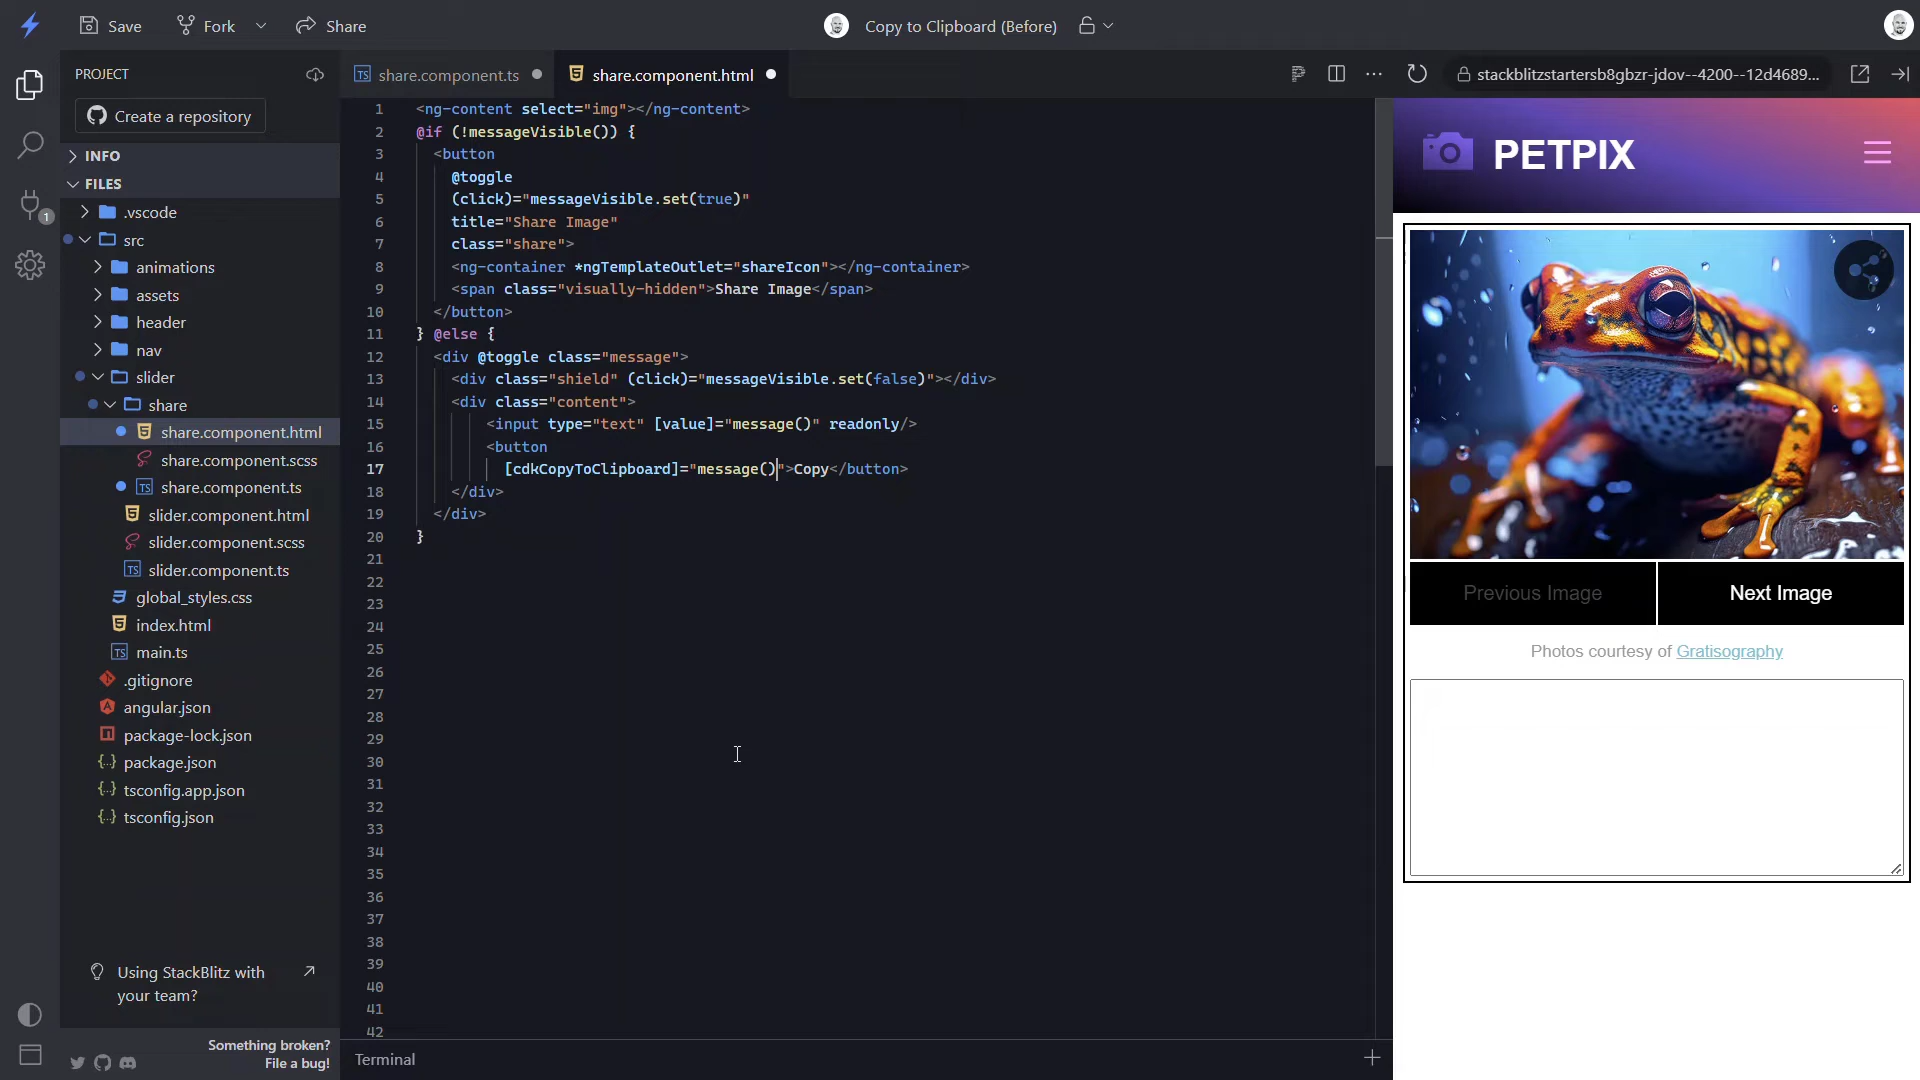 Save
Fork
Share
Copy to Clipboard (Before)
PROJECT
Create a repository
INFO
FILES
.vscode
src
animations
assets
header
nav
slider
share
share.component.html
share.component.scss
TS share.component.ts
slider.component.html
slider.component.scss
TS slider.component.ts
global_styles.css
index.html
TS main.ts
.gitignore
angular.json
package-lock.json
package.json
tsconfig.app.json
tsconfig.json
1
Using StackBlitz with
your team?
Something broken?
File a bug!
TS share.component.ts
share.component.html
1 <ng-content select="img"></ng-content>
2 @if (!messageVisible()) {
3 <button
4 @toggle
5 (click)="messageVisible.set(true)"
6 title="Share Image"
7 class="share">
8 <ng-container *ngTemplateOutlet="shareIcon"></ng-container>
9 <span class="visually-hidden">Share Image</span>
10 </button>
11 } @else {
12 <div @toggle class="message">
13 <div class="shield" (click)="messageVisible.set(false)"></div>
14 <div class="content">
15 <input type="text" [value]="message()" readonly/>
16 <button
17 [cdkCopyToClipboard]="message()">Copy</button>
18 </div>
19 </div>
20 }
21
22
23
24
25
26
27
28
29
30
31
32
33
34
35
36
37
38
39
40
41
42
Terminal
stackblitzstartersb8gbzr-jdov--4200--12d4689...
PETPIX
Previous Image
Next Image
Photos courtesy of Gratisography